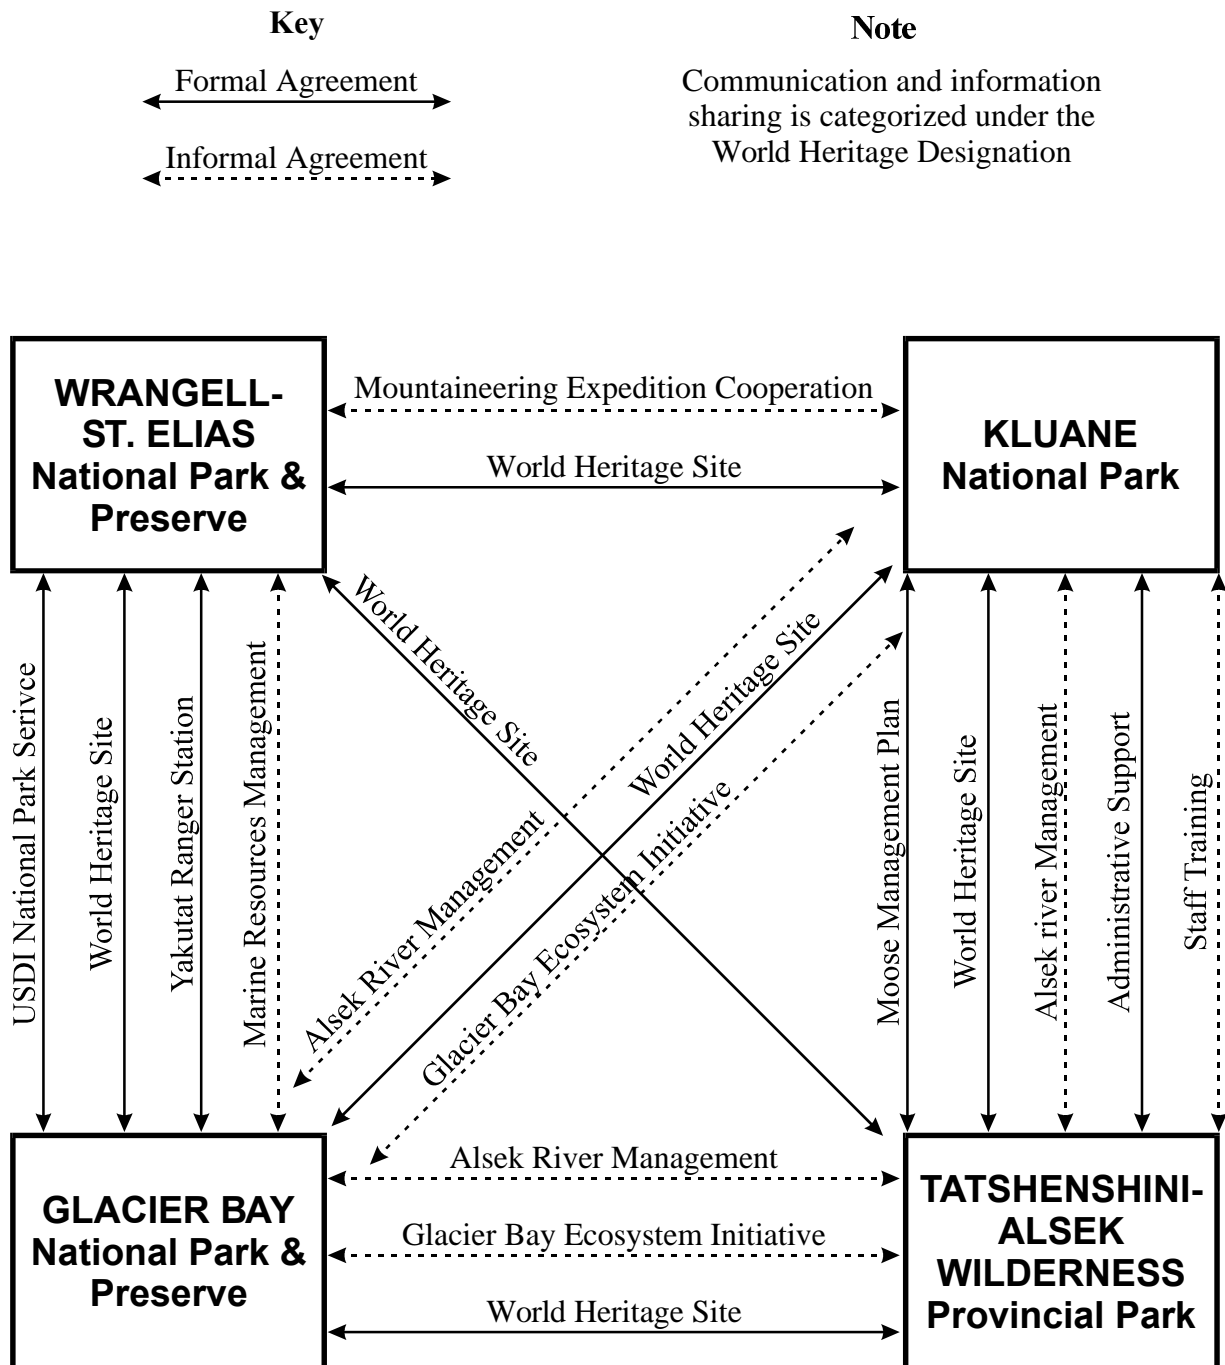 Key
Formal Agreement
Informal Agreement
Note
Communication and information
sharing is categorized under the
World Heritage Designation
WRANGELL-
ST. ELIAS
National Park &
Preserve
Mountaineering Expedition Cooperation
World Heritage Site
KLUANE
National Park
USDI National Park Serivce
World Heritage Site
Yakutat Ranger Station
Marine Resources Management
World Heritage Site
Alsek River Management
World Heritage Site
Glacier Bay Ecosystem Initiative
Moose Management Plan
World Heritage Site
Alsek river Management
Administrative Support
Staff Training
GLACIER BAY
National Park &
Preserve
Alsek River Management
Glacier Bay Ecosystem Initiative
World Heritage Site
TATSHENSHINI-
ALSEK
WILDERNESS
Provincial Park